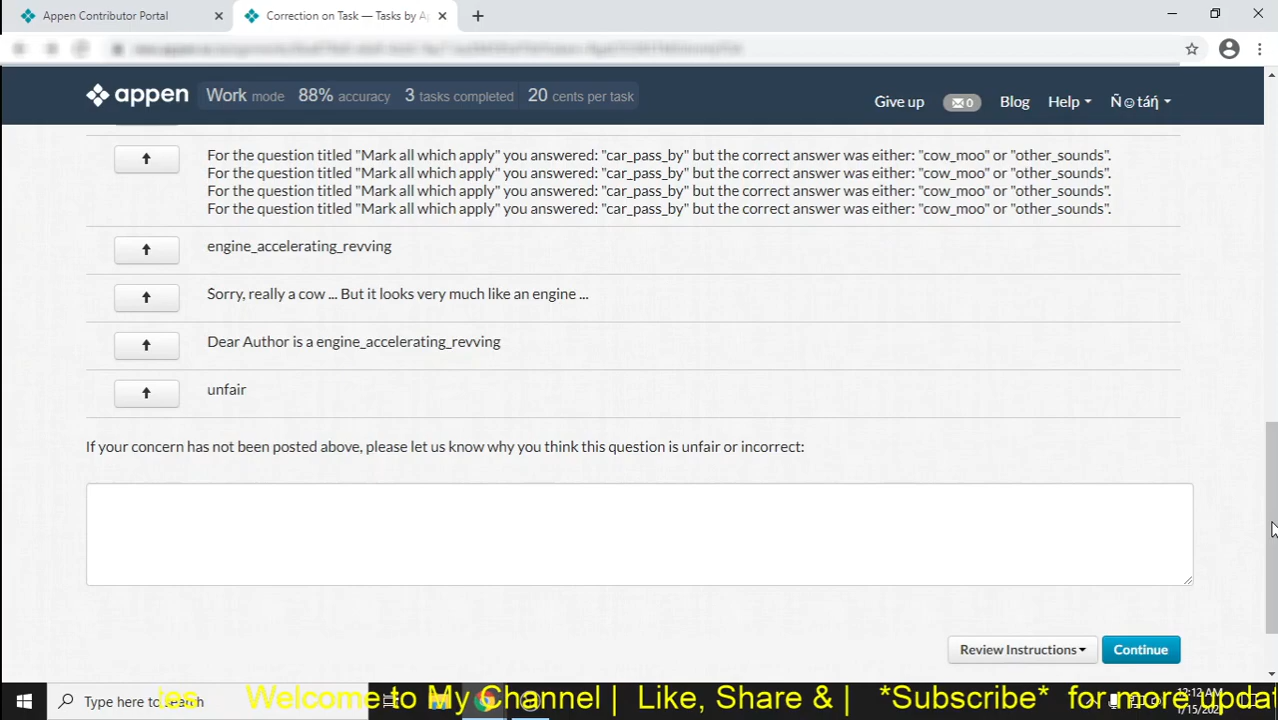 Appen Contributor Portal
Correction on Task — Tasks by Ap
appen
Work mode 88% accuracy 3 tasks completed 20 cents per task
Give up 0 Blog Help Ñ☺táή
For the question titled "Mark all which apply" you answered: "car_pass_by" but the correct answer was either: "cow_moo" or "other_sounds".
For the question titled "Mark all which apply" you answered: "car_pass_by" but the correct answer was either: "cow_moo" or "other_sounds".
For the question titled "Mark all which apply" you answered: "car_pass_by" but the correct answer was either: "cow_moo" or "other_sounds".
For the question titled "Mark all which apply" you answered: "car_pass_by" but the correct answer was either: "cow_moo" or "other_sounds".
engine_accelerating_revving
Sorry, really a cow ... But it looks very much like an engine ...
Dear Author is a engine_accelerating_revving
unfair
If your concern has not been posted above, please let us know why you think this question is unfair or incorrect:
Review Instructions Continue
Type here to search
Welcome to My Channel | Like, Share & | *Subscribe* for more updat
12:12 AM